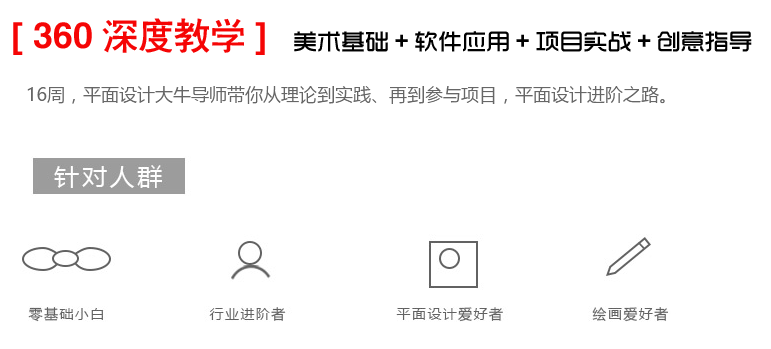 [ 360 深度教学 ] 美术基础 + 软件应用 + 项目实战 + 创意指导
16周，平面设计大牛导师带你从理论到实践、再到参与项目，平面设计进阶之路。
针对人群
零基础小白 行业进阶者 平面设计爱好者 绘画爱好者